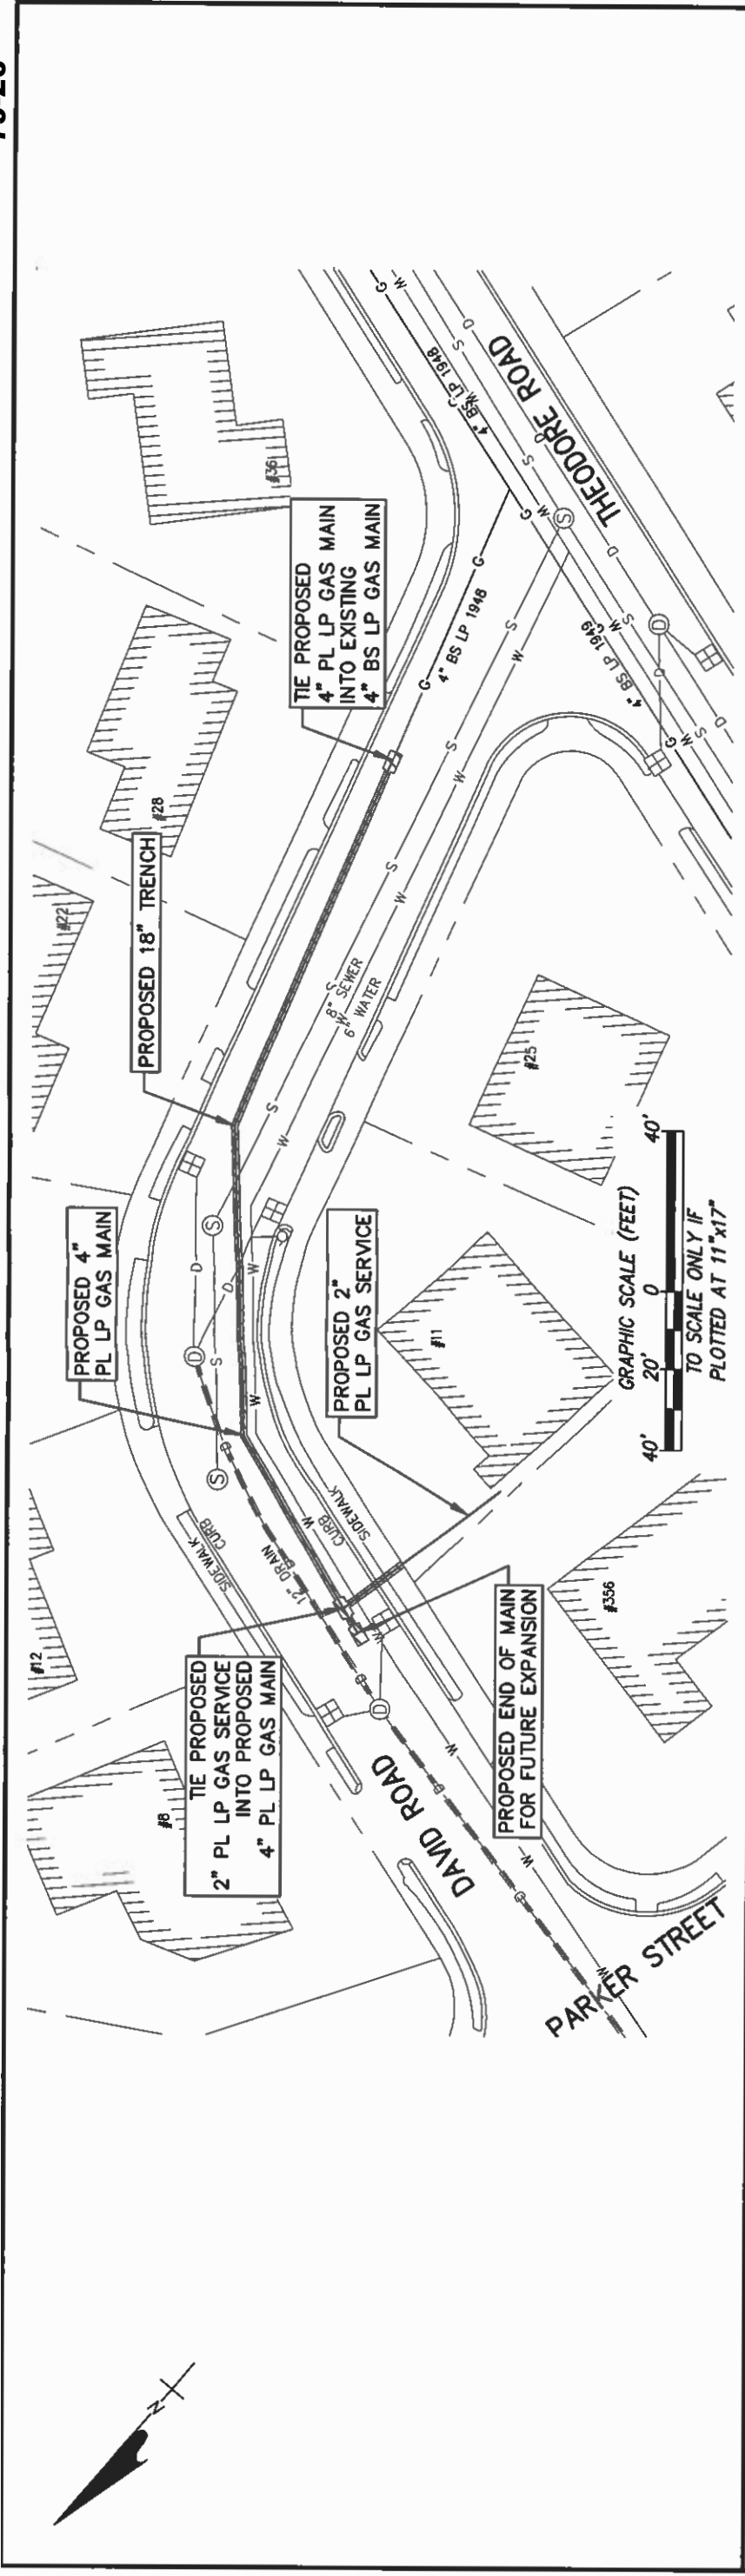 PROPOSED 4"
PL LP GAS MAIN
PROPOSED 18" TRENCH
TIE PROPOSED
4" PL LP GAS MAIN
INTO EXISTING
4" BS LP GAS MAIN
TIE PROPOSED
2" PL LP GAS SERVICE
INTO PROPOSED
4" PL LP GAS MAIN
PROPOSED 2"
PL LP GAS SERVICE
PROPOSED END OF MAIN
FOR FUTURE EXPANSION
DAVID ROAD
PARKER STREET
THEODORE ROAD
#8
#12
#22
#28
#36
#356
#11
#25
SIDEWALK
CURB
12" DRAIN
CURB
SIDEWALK
8" SEWER
6" WATER
4" BS LP 1948
4" BS LP 1948
4" BS LP 1949
GRAPHIC SCALE (FEET)
40' 20' 0 40'
TO SCALE ONLY IF
PLOTTED AT 11"x17"
N